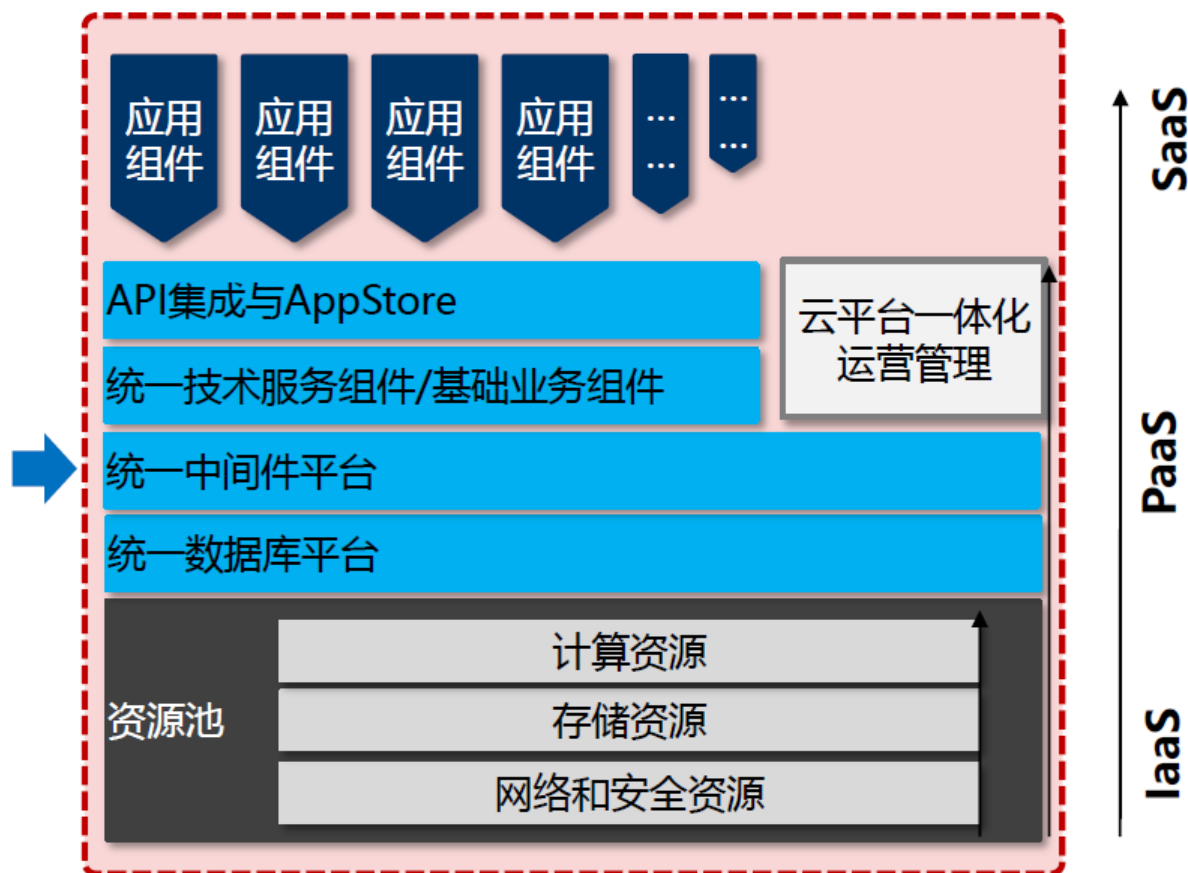 应用
组件
应用
组件
应用
组件
应用
组件
...
...
...
...
SaaS
API集成与AppStore
云平台一体化
运营管理
统一技术服务组件/基础业务组件
PaaS
统一中间件平台
统一数据库平台
资源池
计算资源
存储资源
网络和安全资源
IaaS